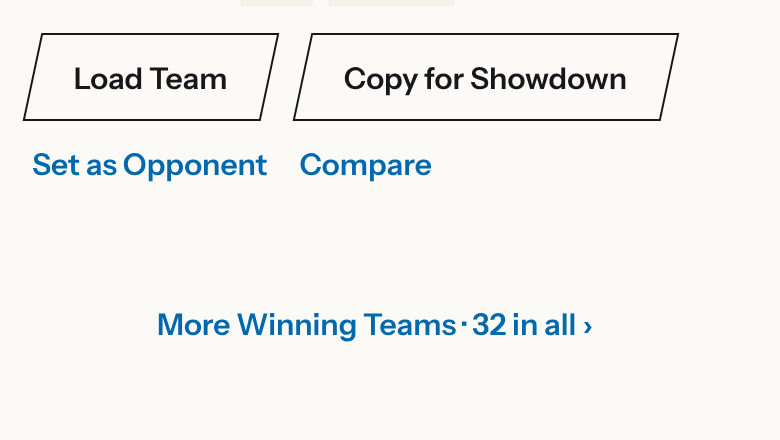 Load Team
Copy for Showdown
Set as Opponent
Compare
More Winning Teams · 32 in all ›